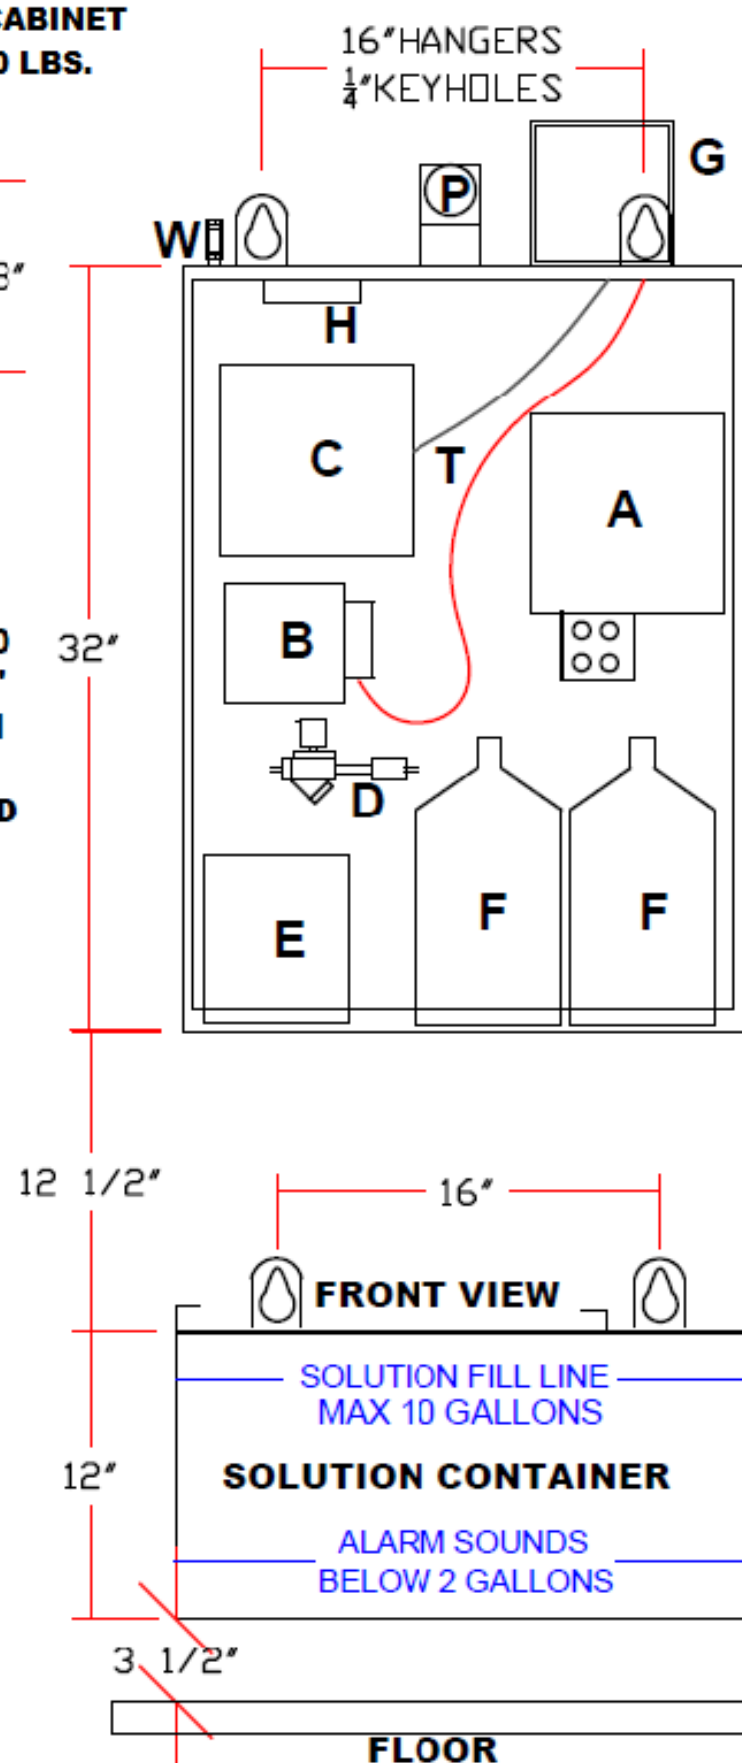 CABINET
LBS.
16"HANGERS
1/4"KEYHOLES
G
P
W
H
C
T
A
32"
B
D
D
E
F
F
12 1/2"
16"
FRONT VIEW
SOLUTION FILL LINE
MAX 10 GALLONS
12"
SOLUTION CONTAINER
ALARM SOUNDS
BELOW 2 GALLONS
3 1/2"
FLOOR